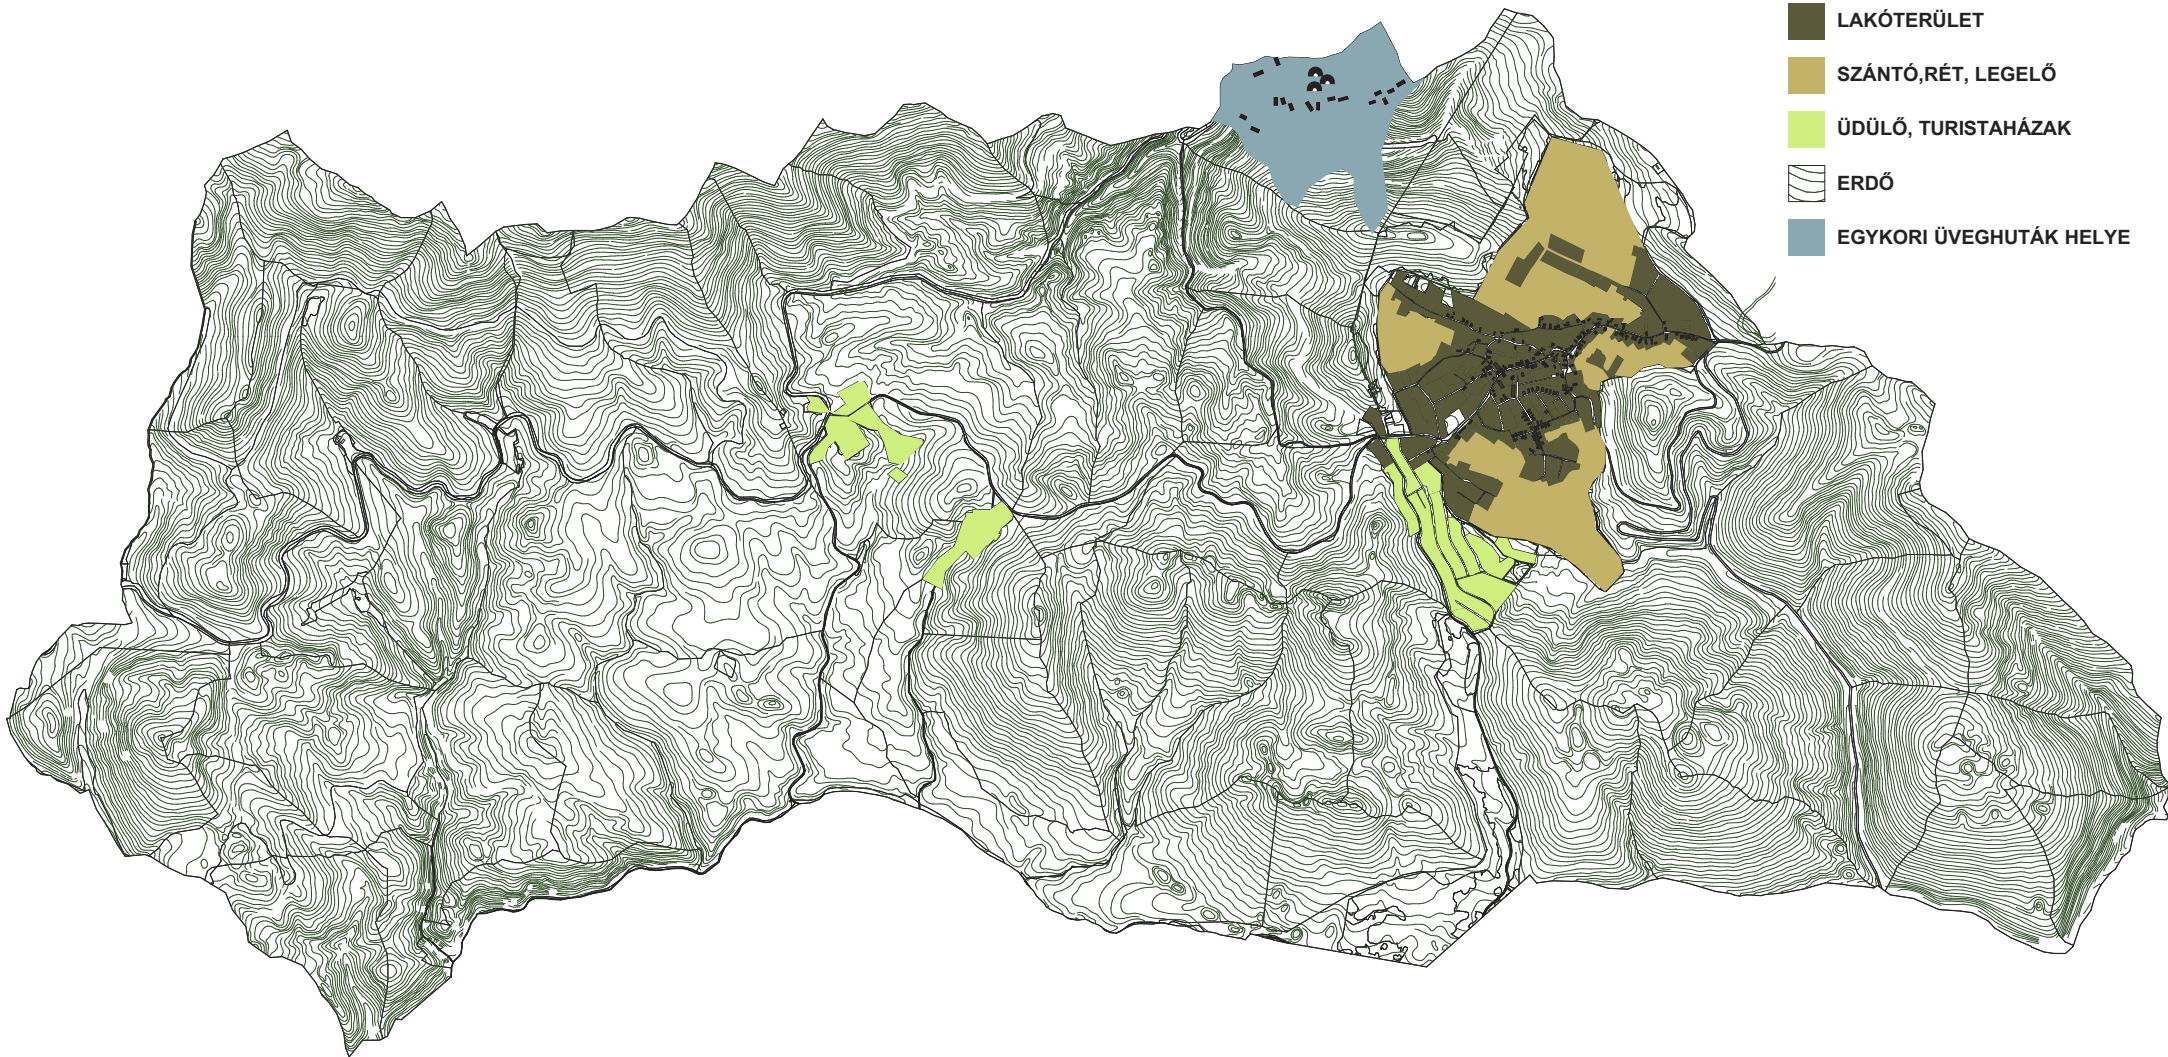 LAKÓTERÜLET
SZÁNTÓ,RÉT, LEGELŐ
ÜDÜLŐ, TURISTAHÁZAK
ERDŐ
EGYKORI ÜVEGHUTÁK HELYE